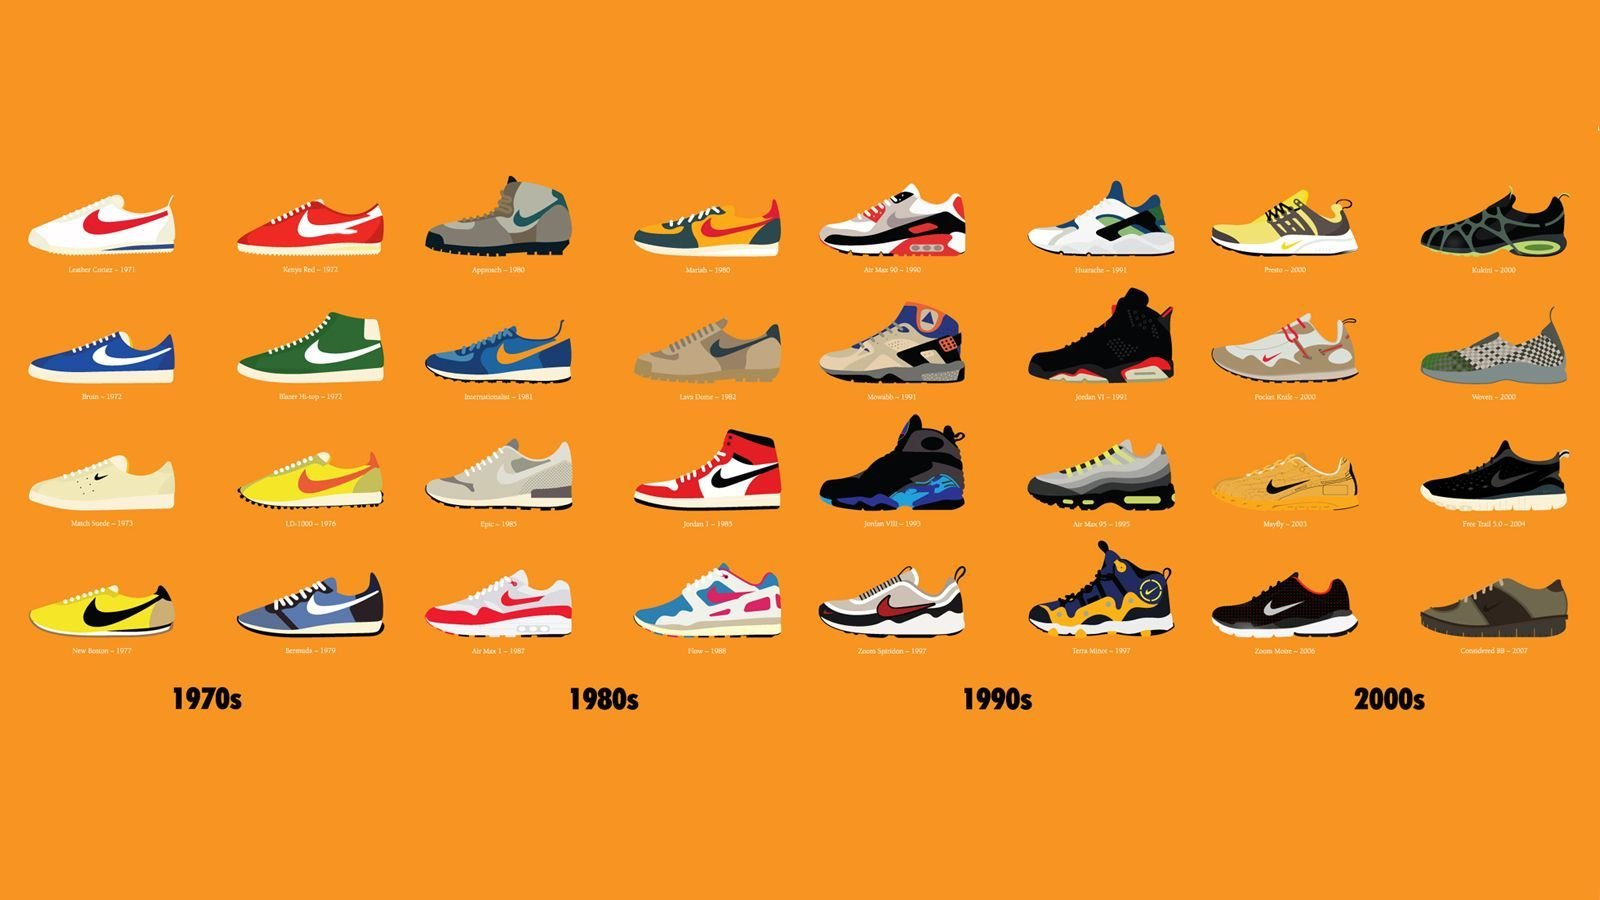 Leather Cortez – 1971
Kenya Red – 1972
Approach – 1980
Mariah – 1980
Air Max 90 – 1990
Huarache – 1991
Presto – 2000
Kukini – 2000
Bruin – 1972
Blazer Hi-top – 1972
Internationalist – 1981
Lava Dome – 1982
Mowabb – 1991
Jordan VI – 1991
Pocket Knife – 2000
Woven – 2000
Match Suede – 1973
LD-1000 – 1976
Epic – 1985
Jordan 1 – 1985
Jordan VIII – 1993
Air Max 95 – 1995
Mayfly – 2003
Free Trail 5.0 – 2004
New Boston – 1977
Bermuda – 1979
Air Max 1 – 1987
Flow – 1988
Zoom Spiridon – 1997
Terra Minot – 1997
Zoom Moire – 2006
Considered BB – 2007
1970s
1980s
1990s
2000s